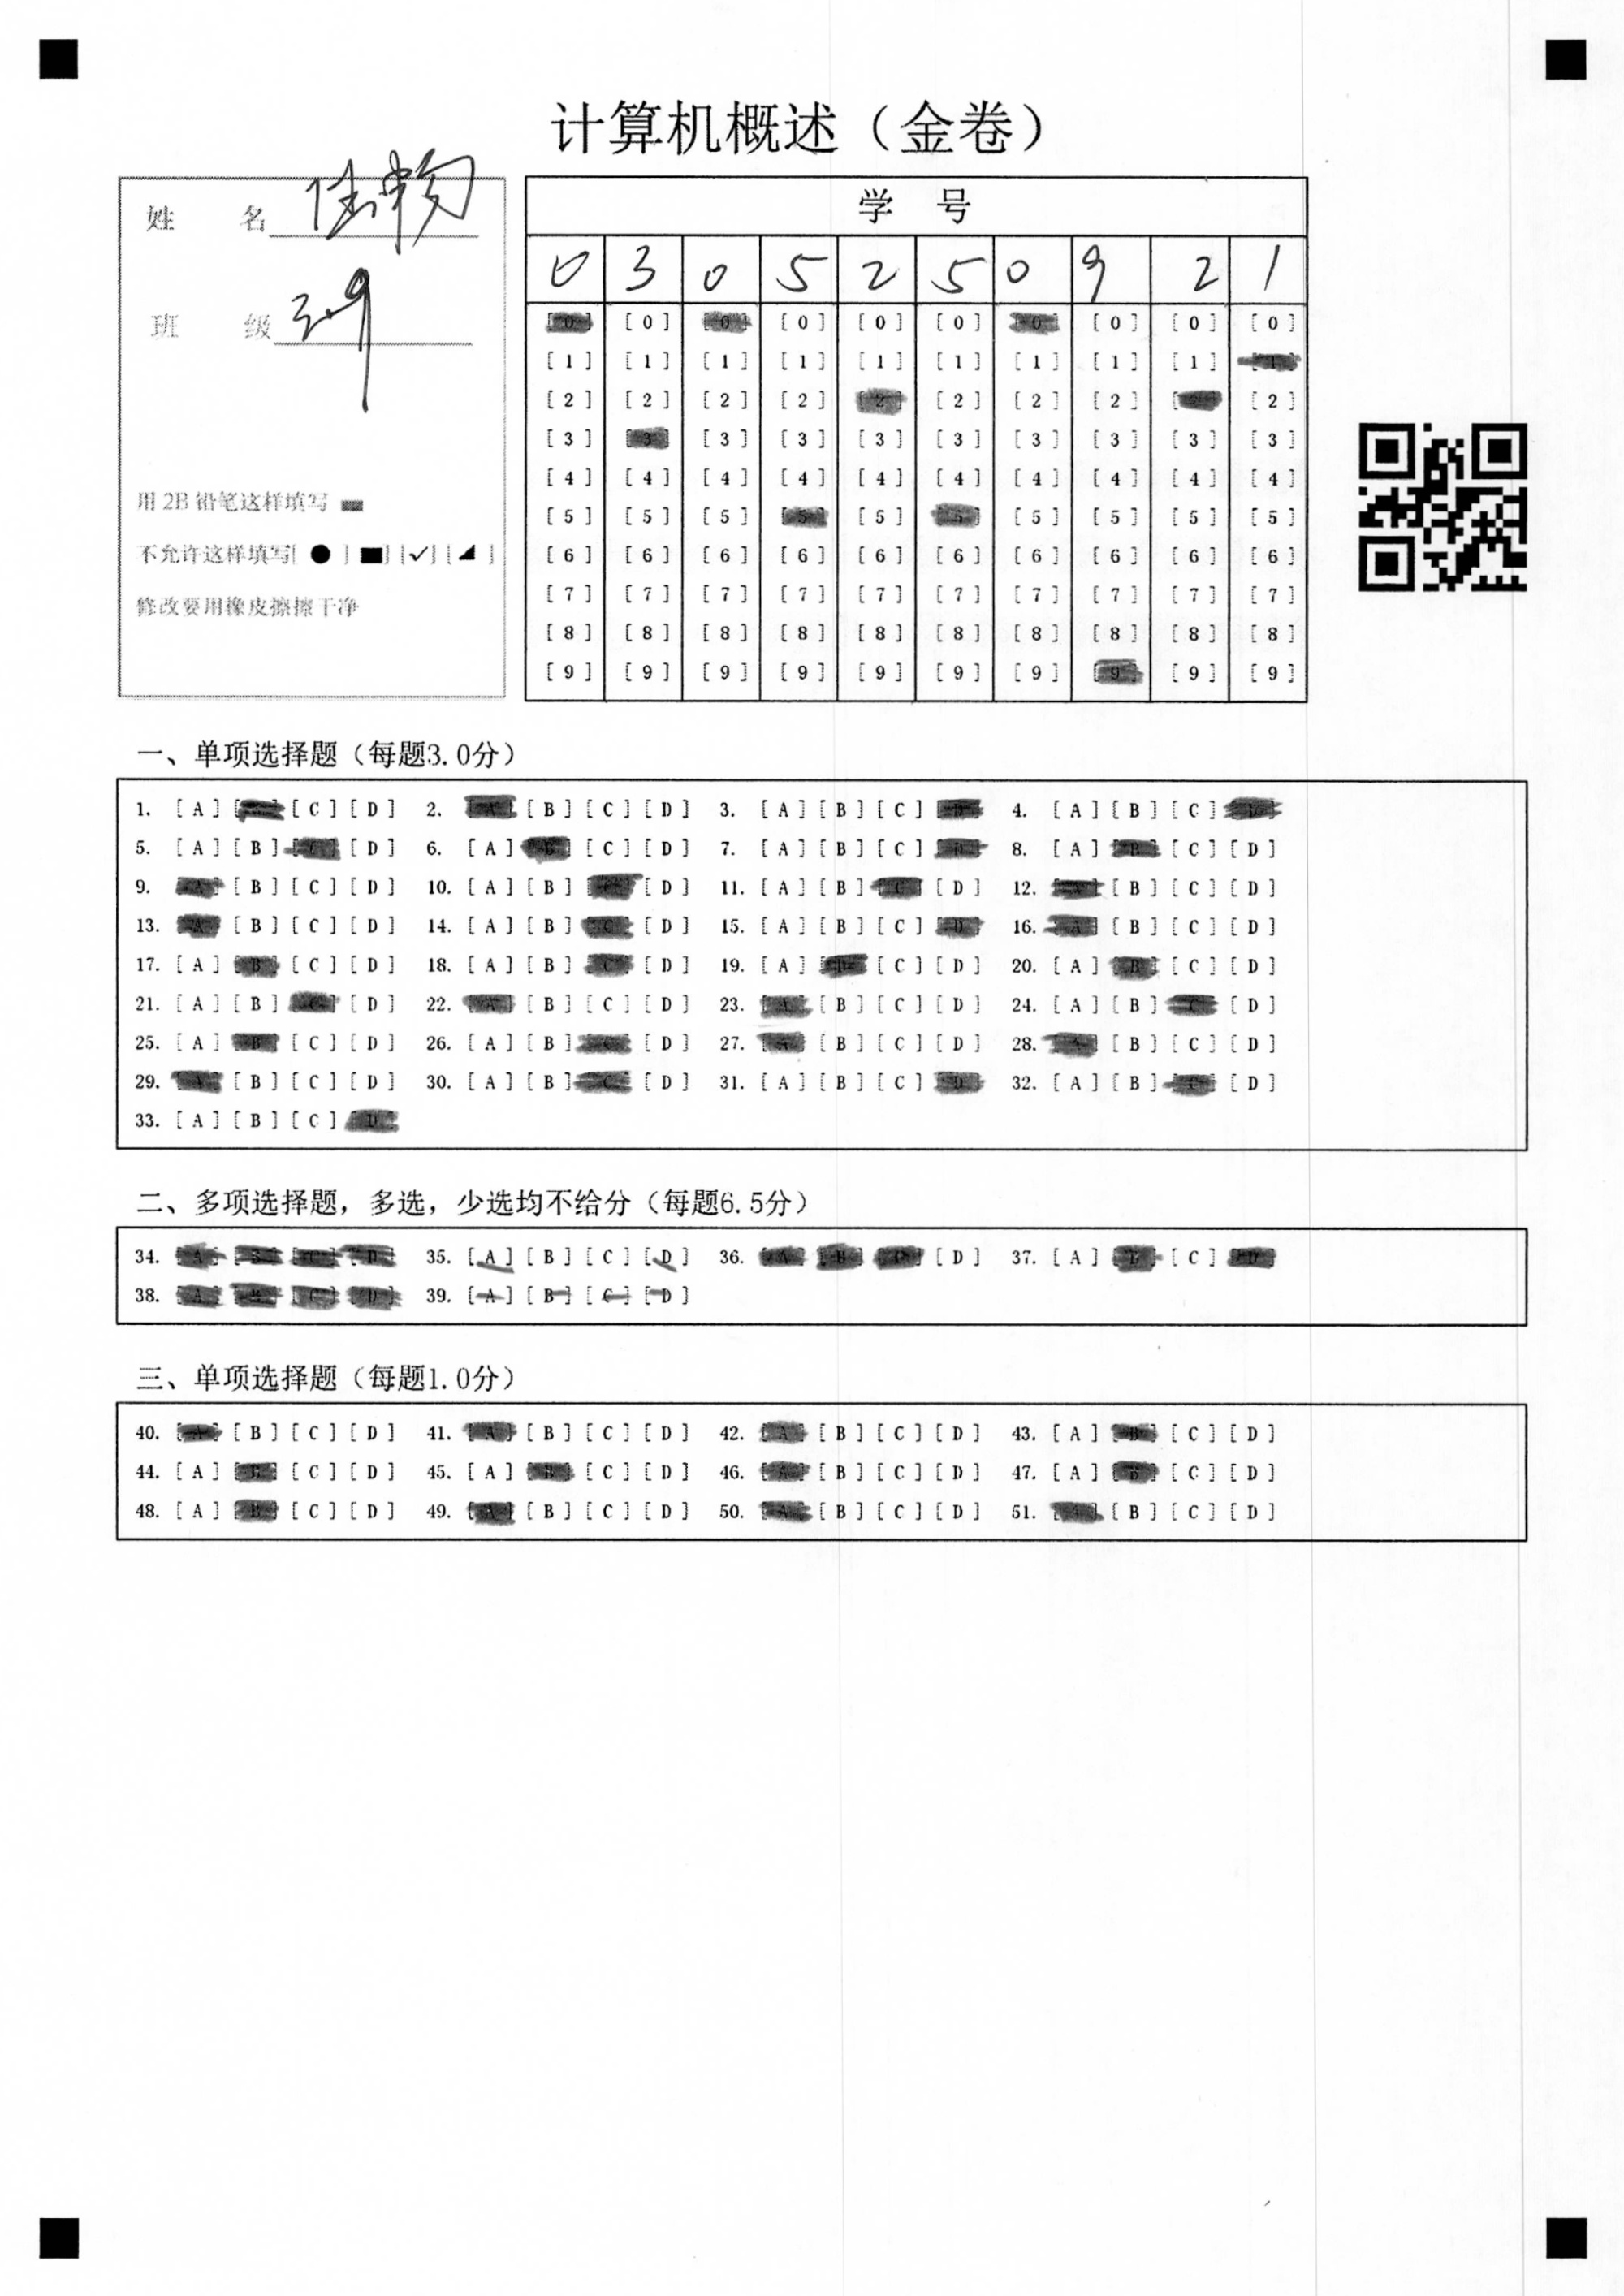 计算机概述（金卷）
姓 名
班 级 3.9
用 2B 铅笔这样填写
不允许这样填写[ ● ] [■] [✓] [◢ ]
修改要用橡皮擦擦干净
学 号
0 3 0 5 2 5 0 9 2 1
[0] [0] [0] [0] [0] [0] [0] [0] [0] [0]
[1] [1] [1] [1] [1] [1] [1] [1] [1] [1]
[2] [2] [2] [2] [2] [2] [2] [2] [2] [2]
[3] [3] [3] [3] [3] [3] [3] [3] [3] [3]
[4] [4] [4] [4] [4] [4] [4] [4] [4] [4]
[5] [5] [5] [5] [5] [5] [5] [5] [5] [5]
[6] [6] [6] [6] [6] [6] [6] [6] [6] [6]
[7] [7] [7] [7] [7] [7] [7] [7] [7] [7]
[8] [8] [8] [8] [8] [8] [8] [8] [8] [8]
[9] [9] [9] [9] [9] [9] [9] [9] [9] [9]
一、单项选择题（每题3.0分）
1. [A] [C] [D] 2. [A] [B] [C] [D] 3. [A] [B] [C] [D] 4. [A] [B] [C] [D]
5. [A] [B] [C] [D] 6. [A] [B] [C] [D] 7. [A] [B] [C] [D] 8. [A] [B] [C] [D]
9. [A] [B] [C] [D] 10. [A] [B] [C] [D] 11. [A] [B] [C] [D] 12. [A] [B] [C] [D]
13. [A] [B] [C] [D] 14. [A] [B] [C] [D] 15. [A] [B] [C] [D] 16. [A] [B] [C] [D]
17. [A] [B] [C] [D] 18. [A] [B] [C] [D] 19. [A] [B] [C] [D] 20. [A] [B] [C] [D]
21. [A] [B] [C] [D] 22. [A] [B] [C] [D] 23. [A] [B] [C] [D] 24. [A] [B] [C] [D]
25. [A] [B] [C] [D] 26. [A] [B] [C] [D] 27. [A] [B] [C] [D] 28. [A] [B] [C] [D]
29. [A] [B] [C] [D] 30. [A] [B] [C] [D] 31. [A] [B] [C] [D] 32. [A] [B] [C] [D]
33. [A] [B] [C] [D]
二、多项选择题，多选，少选均不给分（每题6.5分）
34. [A] [B] [C] [D] 35. [A] [B] [C] [D] 36. [A] [B] [C] [D] 37. [A] [B] [C] [D]
38. [A] [B] [C] [D] 39. [A] [B] [C] [D]
三、单项选择题（每题1.0分）
40. [A] [B] [C] [D] 41. [A] [B] [C] [D] 42. [A] [B] [C] [D] 43. [A] [B] [C] [D]
44. [A] [B] [C] [D] 45. [A] [B] [C] [D] 46. [A] [B] [C] [D] 47. [A] [B] [C] [D]
48. [A] [B] [C] [D] 49. [A] [B] [C] [D] 50. [A] [B] [C] [D] 51. [A] [B] [C] [D]